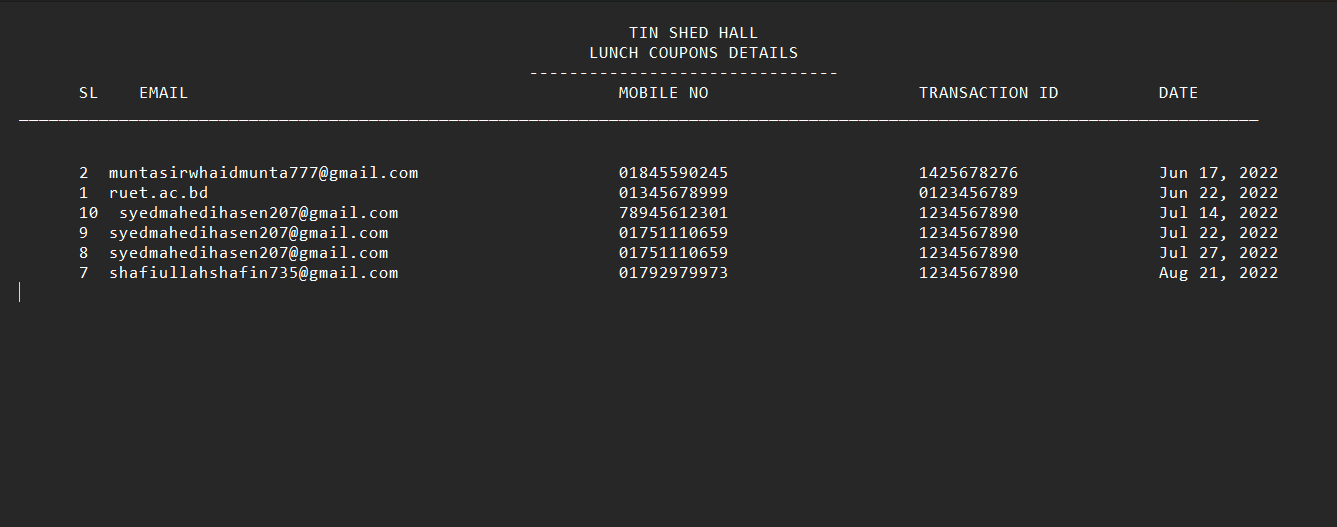 TIN SHED HALL
LUNCH COUPONS DETAILS
-------------------------------
SL EMAIL MOBILE NO TRANSACTION ID DATE
____________________________________________________________________________________________________________________________
2 muntasirwhaidmunta777@gmail.com 01845590245 1425678276 Jun 17, 2022
1 ruet.ac.bd 01345678999 0123456789 Jun 22, 2022
10 syedmahedihasen207@gmail.com 78945612301 1234567890 Jul 14, 2022
9 syedmahedihasen207@gmail.com 01751110659 1234567890 Jul 22, 2022
8 syedmahedihasen207@gmail.com 01751110659 1234567890 Jul 27, 2022
7 shafiullahshafin735@gmail.com 01792979973 1234567890 Aug 21, 2022